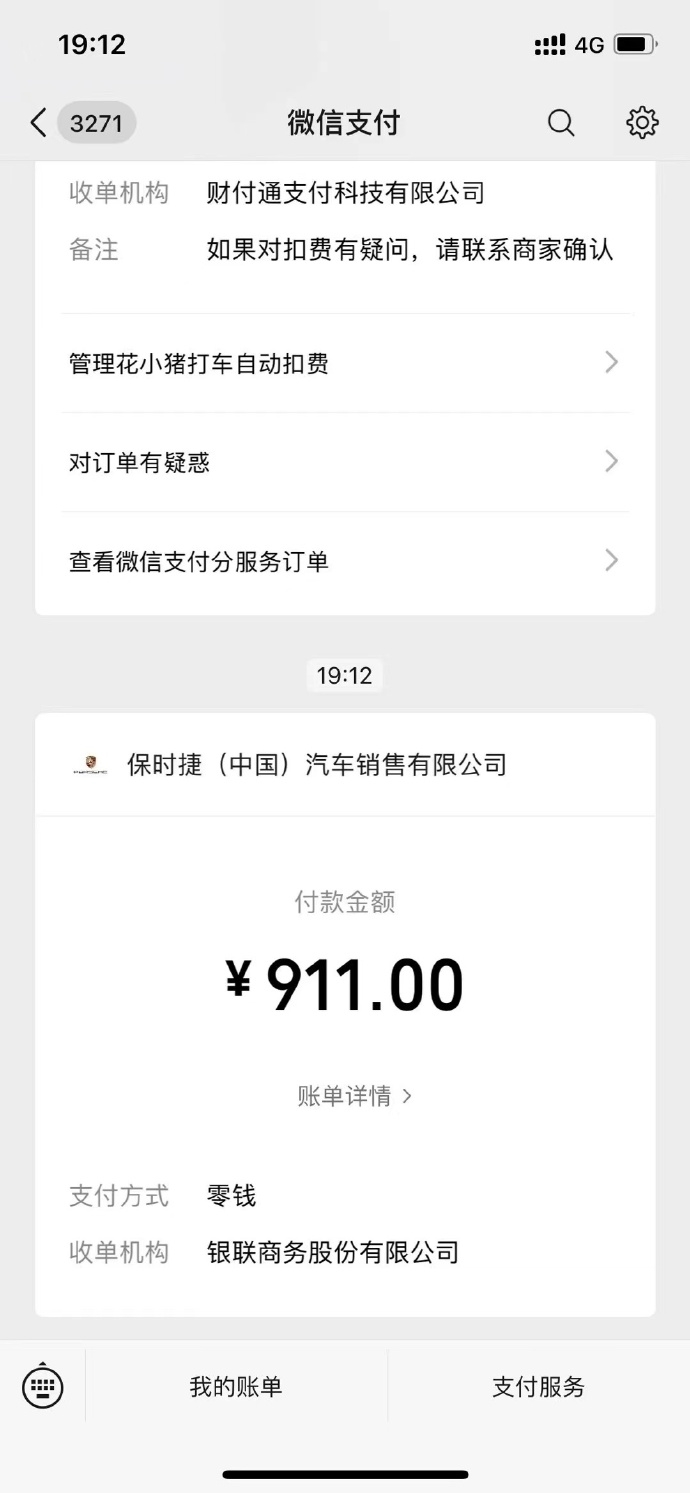 19:12
4G
3271
微信支付
收单机构 财付通支付科技有限公司
备注 如果对扣费有疑问，请联系商家确认
管理花小猪打车自动扣费
对订单有疑惑
查看微信支付分服务订单
19:12
保时捷（中国）汽车销售有限公司
付款金额
¥911.00
账单详情
支付方式 零钱
收单机构 银联商务股份有限公司
我的账单
支付服务